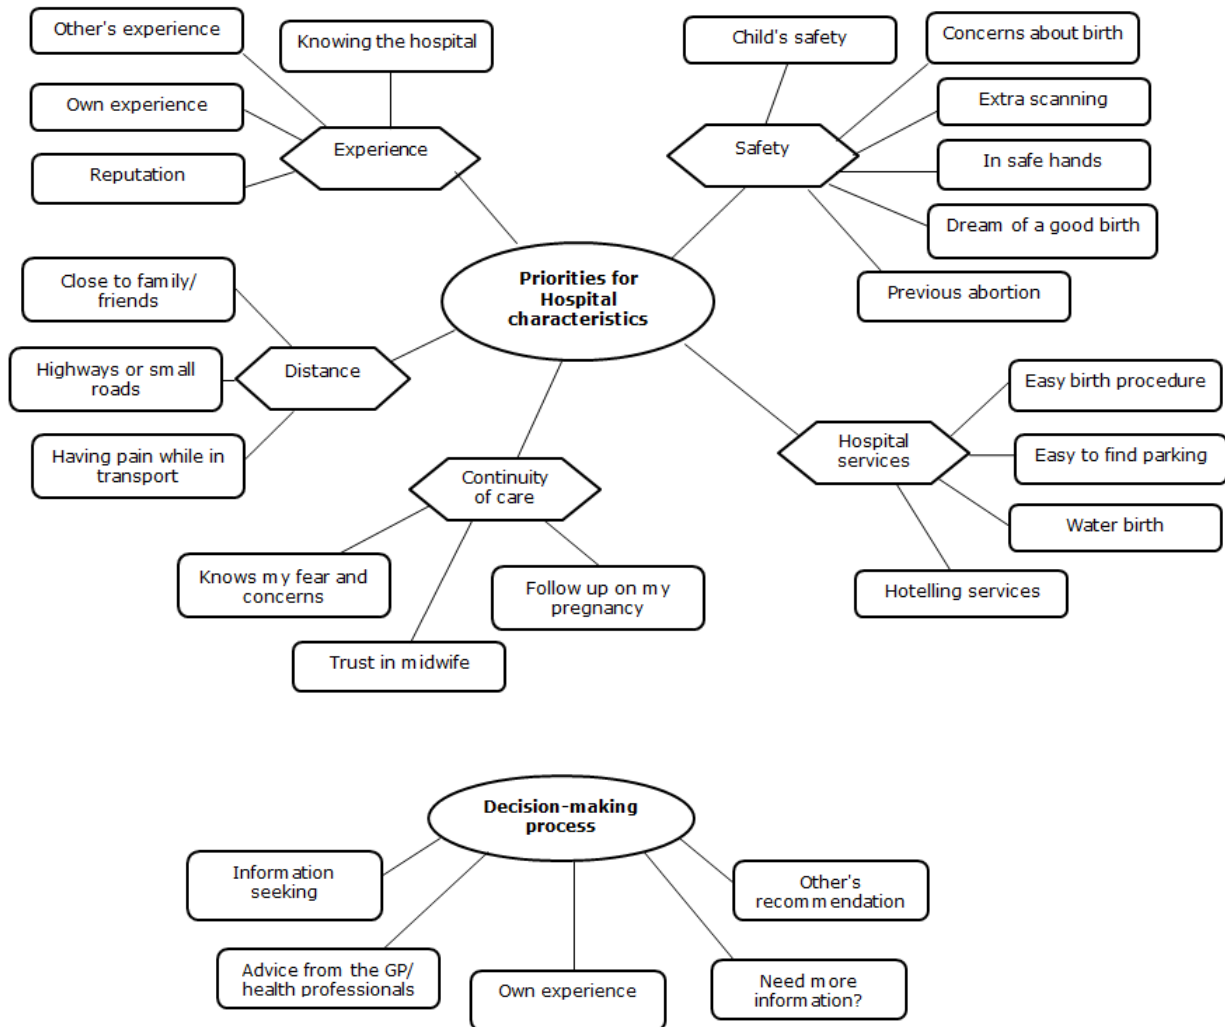 Other's experience
Knowing the hospital
Own experience
Reputation
Experience
Child's safety
Concerns about birth
Extra scanning
Safety
In safe hands
Dream of a good birth
Previous abortion
Priorities for
Hospital
characteristics
Close to family/
friends
Highways or small
roads
Having pain while in
transport
Distance
Continuity
of care
Knows my fear and
concerns
Trust in midwife
Follow up on my
pregnancy
Hospital
services
Easy birth procedure
Easy to find parking
Water birth
Hotelling services
Decision-making
process
Information
seeking
Advice from the GP/
health professionals
Own experience
Need more
information?
Other's
recommendation